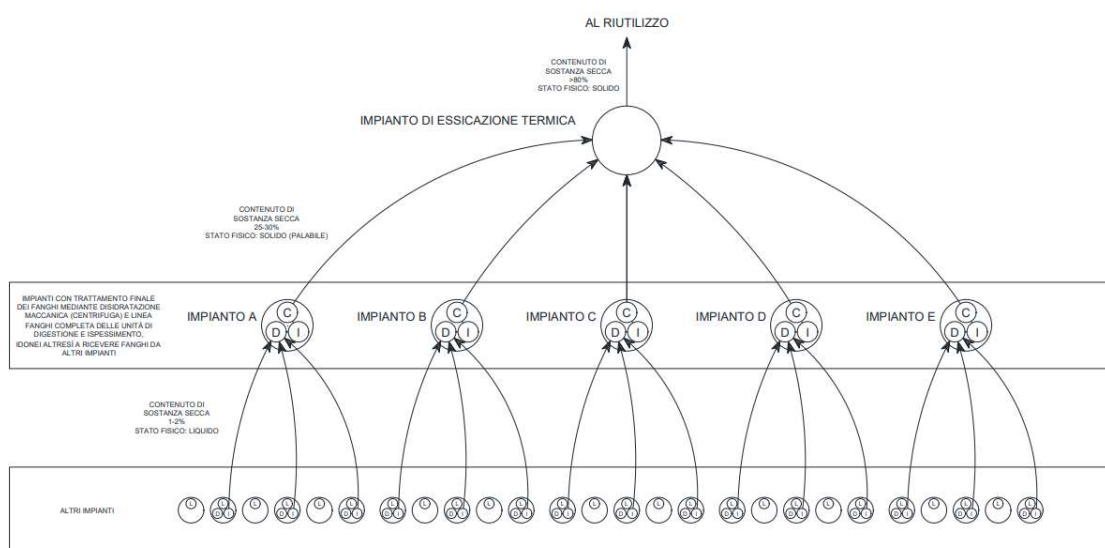 AL RIUTILIZZO
CONTENUTO DI
SOSTANZA SECCA
>80%
STATO FISICO: SOLIDO
IMPIANTO DI ESSICAZIONE TERMICA
CONTENUTO DI
SOSTANZA SECCA
25-30%
STATO FISICO: SOLIDO (PALABILE)
IMPIANTI CON TRATTAMENTO FINALE
DEI FANGHI MEDIANTE DISIDRATAZIONE
MACCANICA (CENTRIFUGA) E LINEA
FANGHI COMPLETA DELLE UNITÀ DI
DIGESTIONE E ISPESSIMENTO,
IDONEI ALTRESÌ A RICEVERE FANGHI DA
ALTRI IMPIANTI
IMPIANTO A
C
D I
IMPIANTO B
C
D I
IMPIANTO C
C
D I
IMPIANTO D
C
D I
IMPIANTO E
C
D I
CONTENUTO DI
SOSTANZA SECCA
1-2%
STATO FISICO: LIQUIDO
ALTRI IMPIANTI
L L L L L L L L L L L L L L L L L L L L L L L L L L
D I D I D I D I D I D I D I D I D I D I D I D I D I D I D I